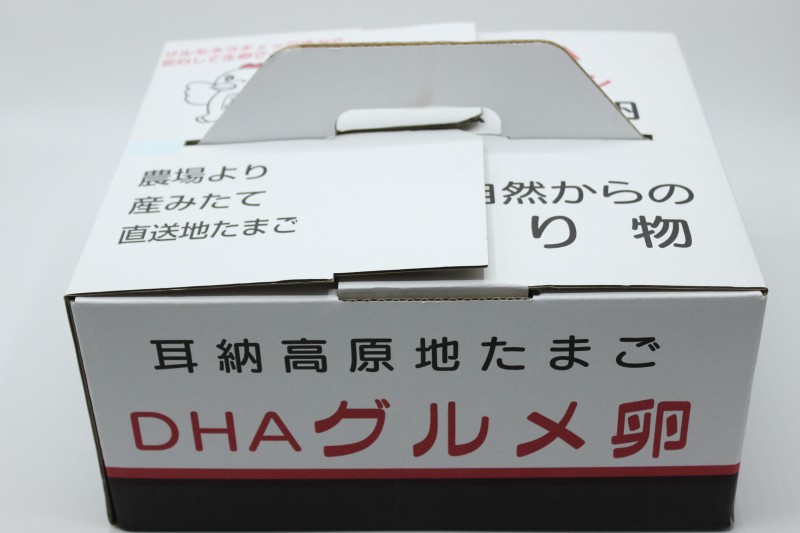 農場より
産みたて
直送地たまご
然からの
り物
耳納高原地たまご
DHAグルメ卵